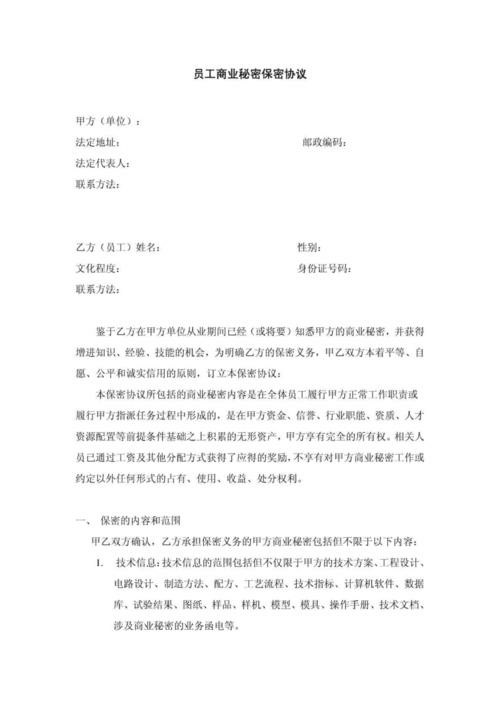 员工商业秘密保密协议
甲方（单位）：
法定地址： 邮政编码：
法定代表人：
联系方法：
乙方（员工）姓名： 性别：
文化程度： 身份证号码：
联系方法：
鉴于乙方在甲方单位从业期间已经（或将要）知悉甲方的商业秘密，并获得
增进知识、经验、技能的机会，为明确乙方的保密义务，甲乙双方本着平等、自
愿、公平和诚实信用的原则，订立本保密协议：
本保密协议所包括的商业秘密内容是在全体员工履行甲方正常工作职责或
履行甲方指派任务过程中形成的，是在甲方资金、信誉、行业职能、资质、人才
资源配置等前提条件基础之上积累的无形资产，甲方享有完全的所有权。相关人
员已通过工资及其他分配方式获得了应得的奖励，不享有对甲方商业秘密工作或
约定以外任何形式的占有、使用、收益、处分权利。
一、 保密的内容和范围
甲乙双方确认，乙方承担保密义务的甲方商业秘密包括但不限于以下内容：
1. 技术信息：技术信息的范围包括但不仅限于甲方的技术方案、工程设计、
电路设计、制造方法、配方、工艺流程、技术指标、计算机软件、数据
库、试验结果、图纸、样品、样机、模型、模具、操作手册、技术文档、
涉及商业秘密的业务函电等。